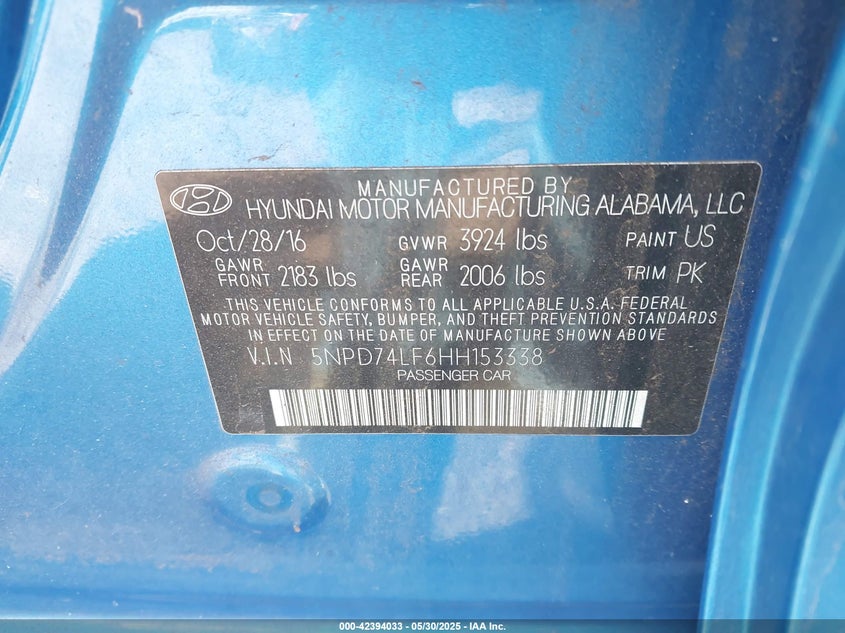 MANUFACTURED BY
HYUNDAI MOTOR MANUFACTURING ALABAMA, LLC
Oct/28/16 GVWR 3924 lbs PAINT US
GAWR FRONT 2183 lbs GAWR REAR 2006 lbs TRIM PK
THIS VEHICLE CONFORMS TO ALL APPLICABLE U.S.A. FEDERAL
MOTOR VEHICLE SAFETY, BUMPER, AND THEFT PREVENTION STANDARDS
IN EFFECT ON THE DATE OF MANUFACTURE SHOWN ABOVE
V.I.N 5NPD74LF6HH153338
PASSENGER CAR
000-42394033 - 05/30/2025 - IAA Inc.